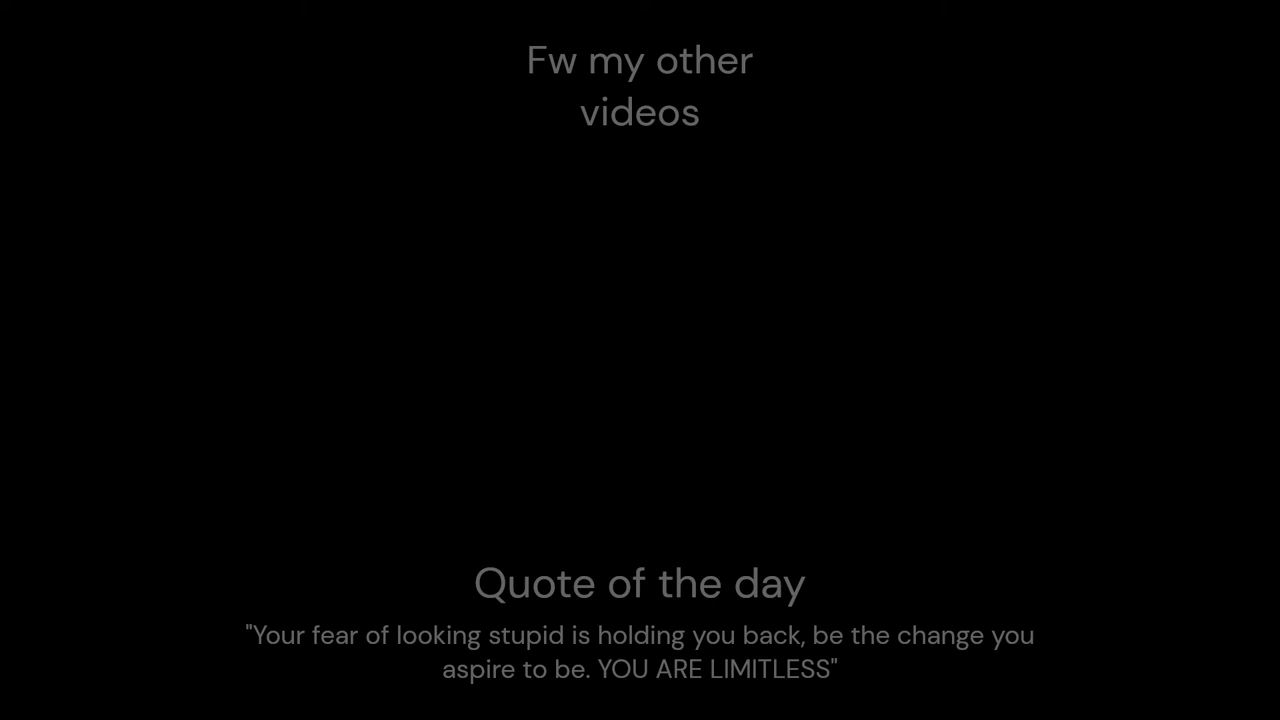 Fw my other
videos
Quote of the day
"Your fear of looking stupid is holding you back, be the change you
aspire to be. YOU ARE LIMITLESS"